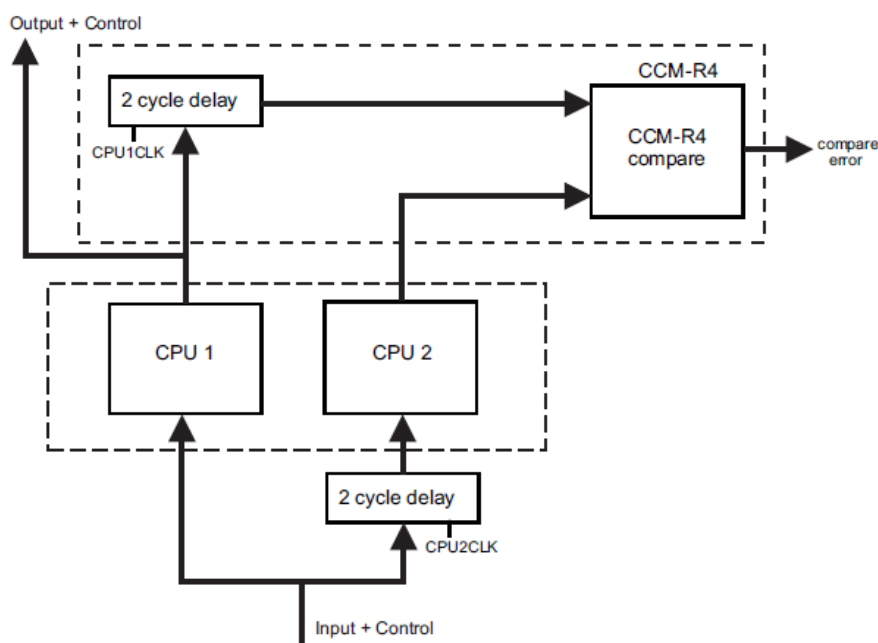 Output + Control
CCM-R4
2 cycle delay
CPU1CLK
CCM-R4
compare
compare
error
CPU 1
CPU 2
2 cycle delay
CPU2CLK
Input + Control